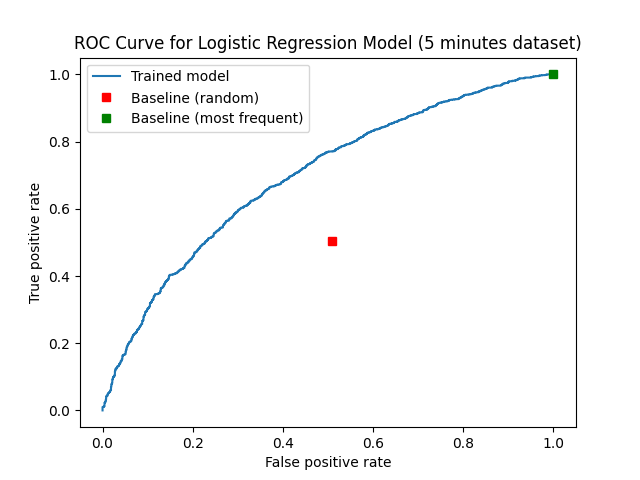 ROC Curve for Logistic Regression Model (5 minutes dataset)
Trained model
Baseline (random)
Baseline (most frequent)
True positive rate
1.0
0.8
0.6
0.4
0.2
0.0
0.0 0.2 0.4 0.6 0.8 1.0
False positive rate